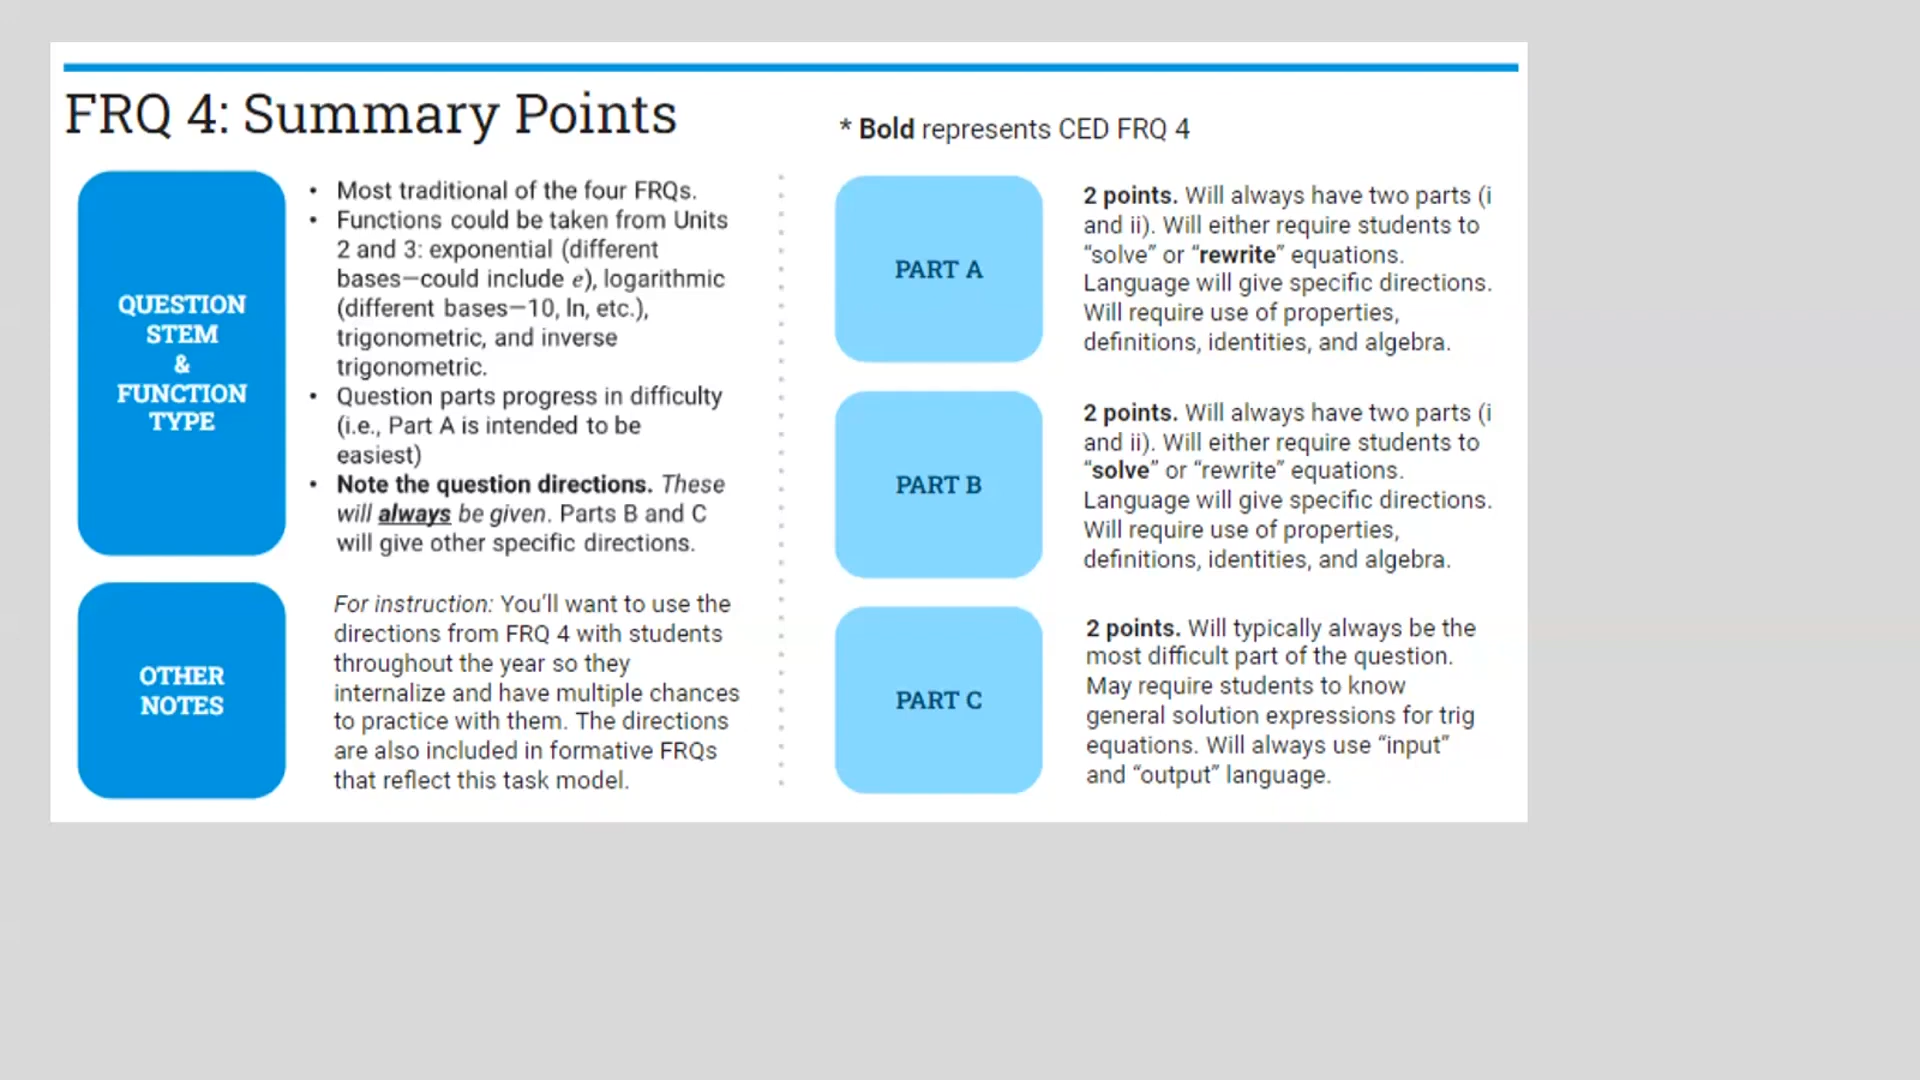 FRQ 4: Summary Points
* Bold represents CED FRQ 4
QUESTION
STEM
&
FUNCTION
TYPE
• Most traditional of the four FRQs.
• Functions could be taken from Units
2 and 3: exponential (different
bases—could include e), logarithmic
(different bases—10, ln, etc.),
trigonometric, and inverse
trigonometric.
• Question parts progress in difficulty
(i.e., Part A is intended to be
easiest)
• Note the question directions. These
will always be given. Parts B and C
will give other specific directions.
OTHER
NOTES
For instruction: You’ll want to use the
directions from FRQ 4 with students
throughout the year so they
internalize and have multiple chances
to practice with them. The directions
are also included in formative FRQs
that reflect this task model.
PART A
2 points. Will always have two parts (i
and ii). Will either require students to
“solve” or “rewrite” equations.
Language will give specific directions.
Will require use of properties,
definitions, identities, and algebra.
PART B
2 points. Will always have two parts (i
and ii). Will either require students to
“solve” or “rewrite” equations.
Language will give specific directions.
Will require use of properties,
definitions, identities, and algebra.
PART C
2 points. Will typically always be the
most difficult part of the question.
May require students to know
general solution expressions for trig
equations. Will always use “input”
and “output” language.